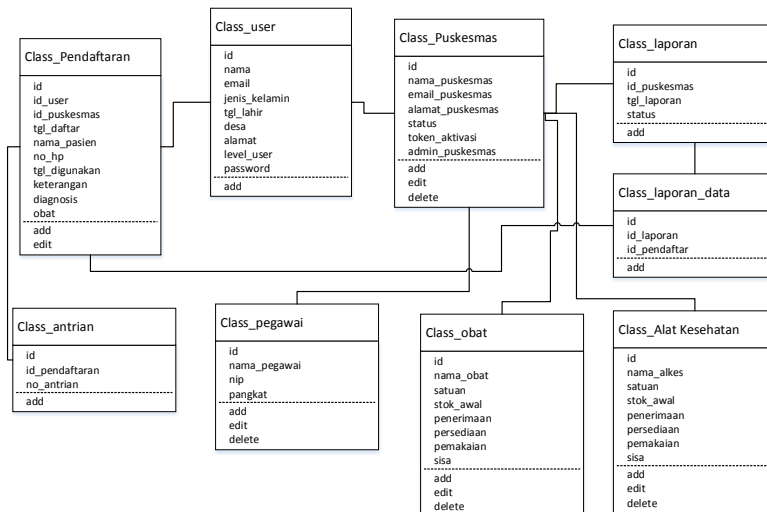 Class_Pendaftaran
id
id_user
id_puskesmas
tgl_daftar
nama_pasien
no_hp
tgl_digunakan
keterangan
diagnosis
obat
add
edit
Class_user
id
nama
email
jenis_kelamin
tgl_lahir
desa
alamat
level_user
password
add
Class_Puskesmas
id
nama_puskesmas
email_puskesmas
alamat_puskesmas
status
token_aktivasi
admin_puskesmas
add
edit
delete
Class_laporan
id
id_puskesmas
tgl_laporan
status
add
Class_laporan_data
id
id_laporan
id_pendaftar
add
Class_antrian
id
id_pendaftaran
no_antrian
add
Class_pegawai
id
nama_pegawai
nip
pangkat
add
edit
delete
Class_obat
id
nama_obat
satuan
stok_awal
penerimaan
persediaan
pemakaian
sisa
add
edit
delete
Class_Alat Kesehatan
id
nama_alkes
satuan
stok_awal
penerimaan
persediaan
pemakaian
sisa
add
edit
delete